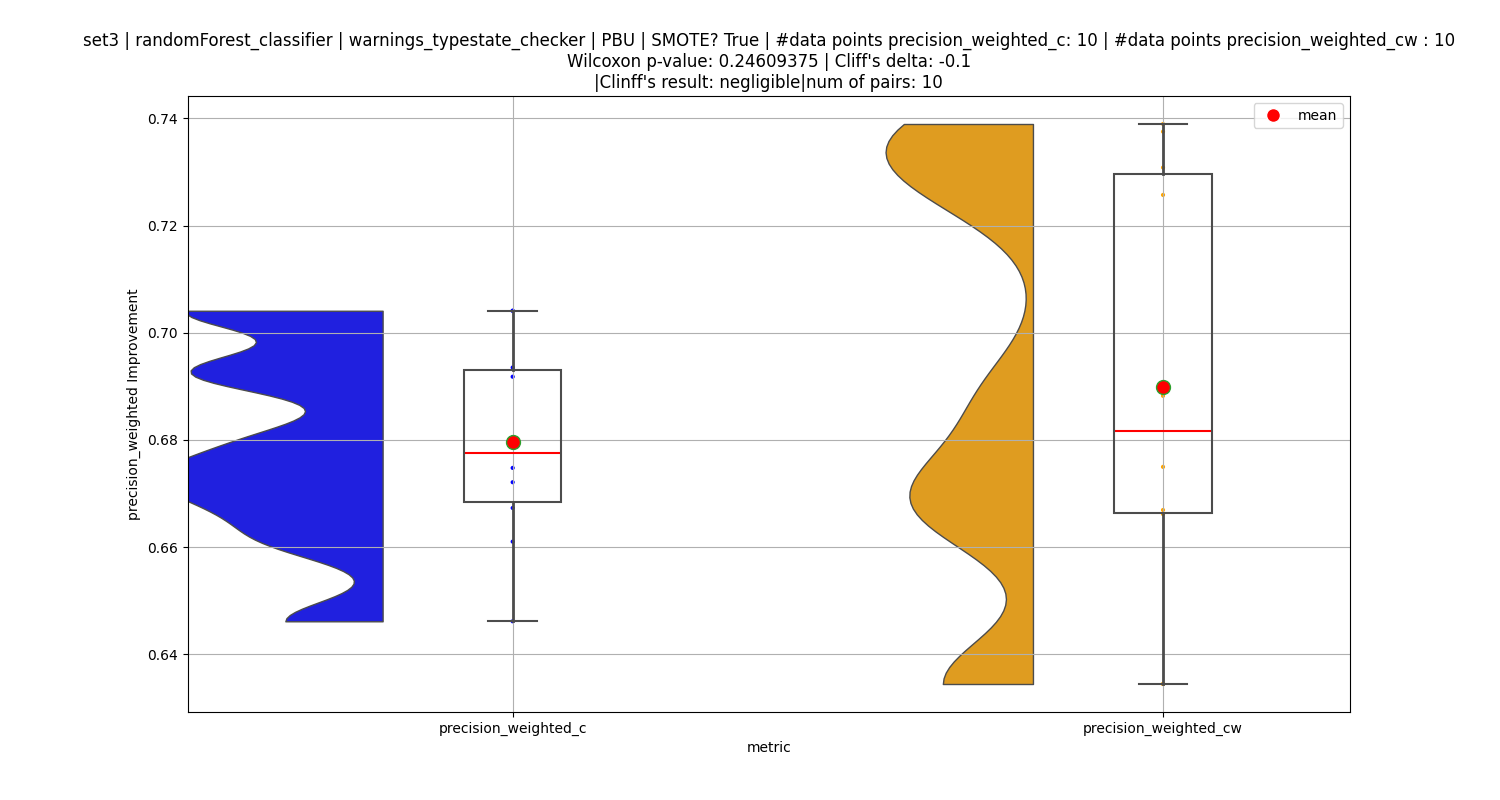 set3 | randomForest_classifier | warnings_typestate_checker | PBU | SMOTE? True | #data points precision_weighted_c: 10 | #data points precision_weighted_cw : 10
Wilcoxon p-value: 0.24609375 | Cliff's delta: -0.1
|Clinff's result: negligible|num of pairs: 10
mean
0.74
0.72
0.70
0.68
0.66
0.64
precision_weighted Improvement
precision_weighted_c
precision_weighted_cw
metric